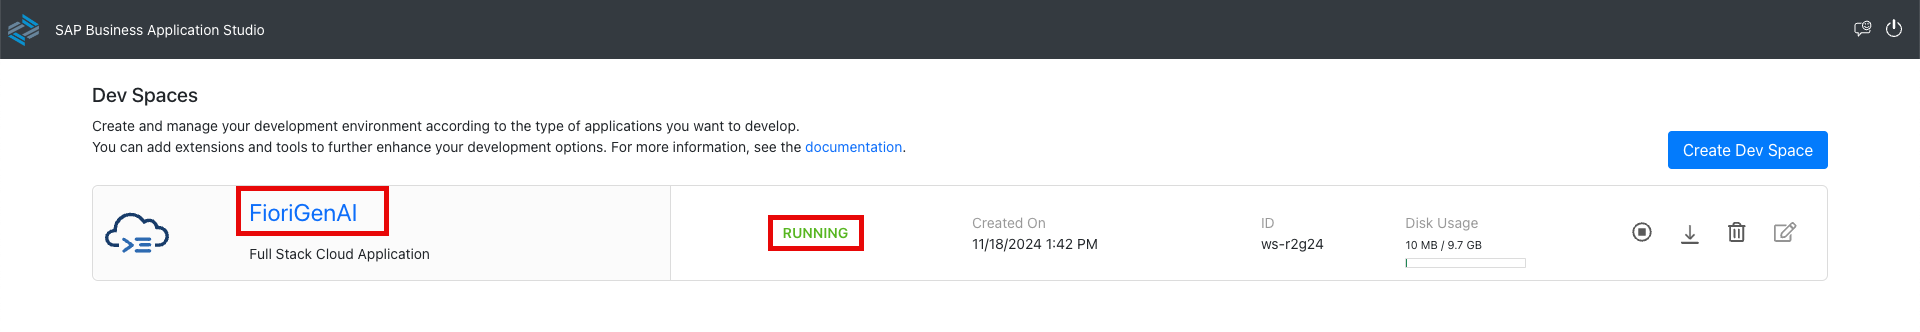 SAP Business Application Studio
Dev Spaces
Create and manage your development environment according to the type of applications you want to develop.
You can add extensions and tools to further enhance your development options. For more information, see the documentation.
Create Dev Space
FioriGenAI
Full Stack Cloud Application
RUNNING
Created On
11/18/2024 1:42 PM
ID
ws-r2g24
Disk Usage
10 MB / 9.7 GB